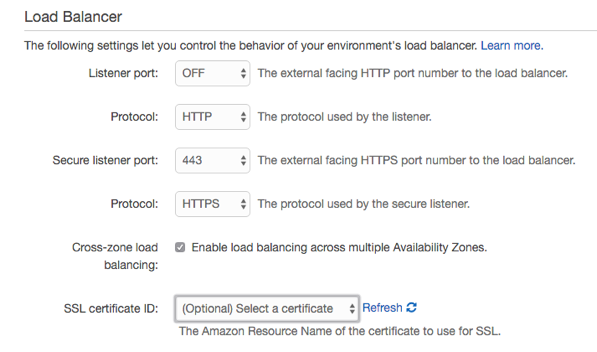 Load Balancer
The following settings let you control the behavior of your environment's load balancer. Learn more.
Listener port: OFF The external facing HTTP port number to the load balancer.
Protocol: HTTP The protocol used by the listener.
Secure listener port: 443 The external facing HTTPS port number to the load balancer.
Protocol: HTTPS The protocol used by the secure listener.
Cross-zone load balancing: Enable load balancing across multiple Availability Zones.
SSL certificate ID: (Optional) Select a certificate Refresh
The Amazon Resource Name of the certificate to use for SSL.